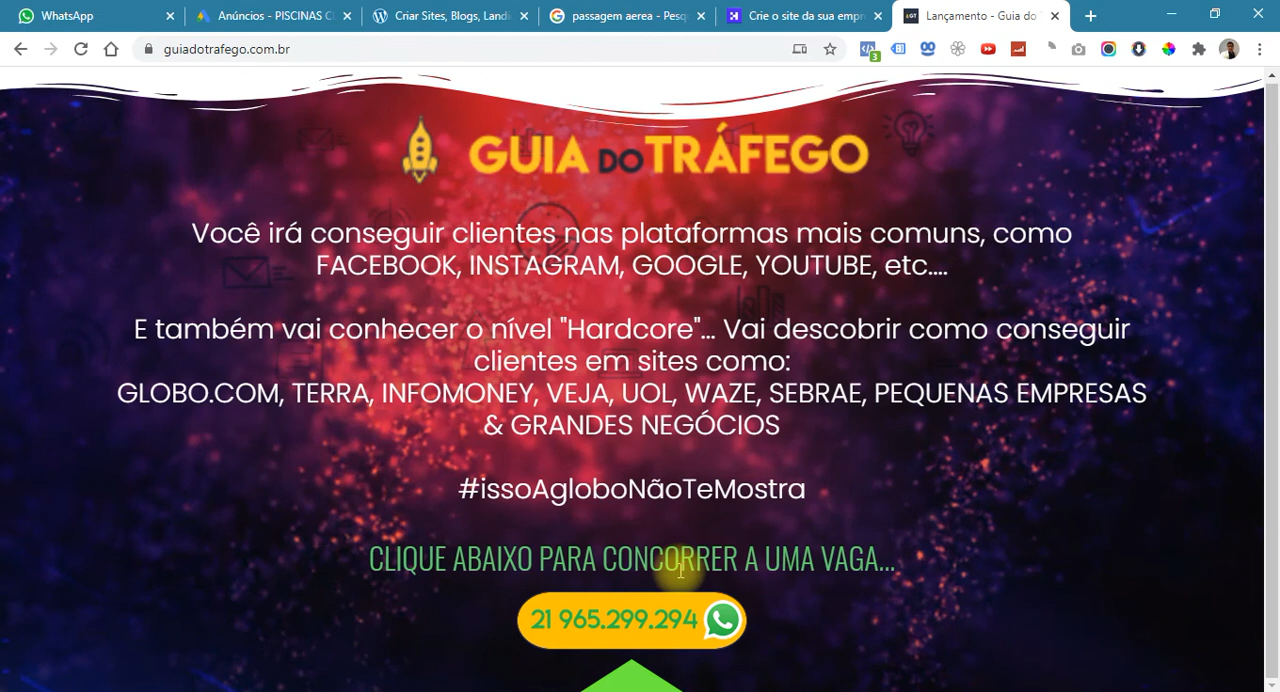 WhatsApp
Anúncios - PISCINAS C
Criar Sites, Blogs, Landi
passagem aerea - Pesq
Crie o site da sua empr
Lançamento - Guia do T
guiadotrafego.com.br
3
GT
GUIA DO TRÁFEGO
Você irá conseguir clientes nas plataformas mais comuns, como
FACEBOOK, INSTAGRAM, GOOGLE, YOUTUBE, etc....
E também vai conhecer o nível "Hardcore"... Vai descobrir como conseguir
clientes em sites como:
GLOBO.COM, TERRA, INFOMONEY, VEJA, UOL, WAZE, SEBRAE, PEQUENAS EMPRESAS
& GRANDES NEGÓCIOS
#issoAgloboNãoTeMostra
CLIQUE ABAIXO PARA CONCORRER A UMA VAGA...
21 965.299.294